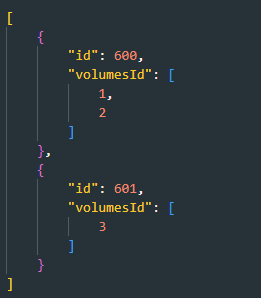 [
    {
        "id": 600,
        "volumesId": [
            1,
            2
        ]
    },
    {
        "id": 601,
        "volumesId": [
            3
        ]
    }
]